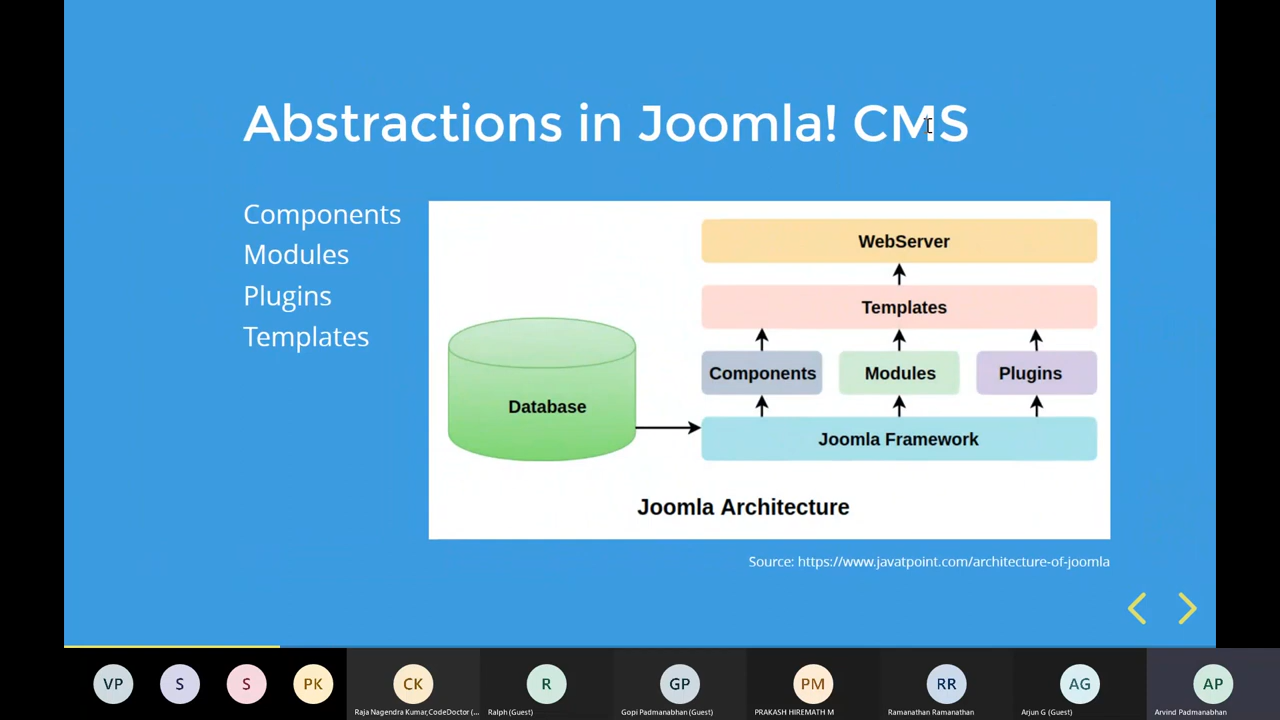 Abstractions in Joomla! CMS
Components
Modules
Plugins
Templates
WebServer
Templates
Components Modules Plugins
Database
Joomla Framework
Joomla Architecture
Source: https://www.javatpoint.com/architecture-of-joomla
VP S S PK CK R GP PM RR AG AP
Raja Nagendra Kumar,CodeDoctor (... Ralph (Guest) Gopi Padmanabhan (Guest) PRAKASH HIREMATH M Ramanathan Ramanathan Arjun G (Guest) Arvind Padmanabhan